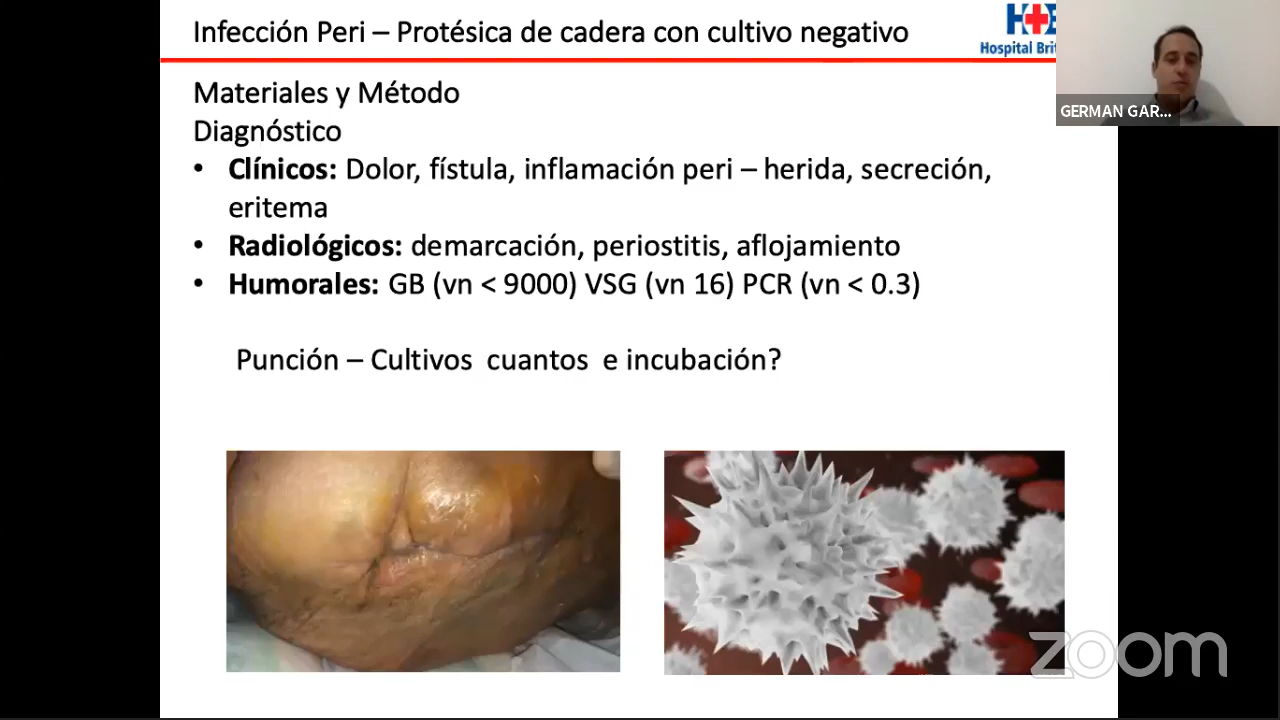 Infección Peri – Protésica de cadera con cultivo negativo
HB
Hospital Brit
GERMAN GAR...
Materiales y Método
Diagnóstico
• Clínicos: Dolor, fístula, inflamación peri – herida, secreción,
eritema
• Radiológicos: demarcación, periostitis, aflojamiento
• Humorales: GB (vn < 9000) VSG (vn 16) PCR (vn < 0.3)
Punción – Cultivos cuantos e incubación?
zoom